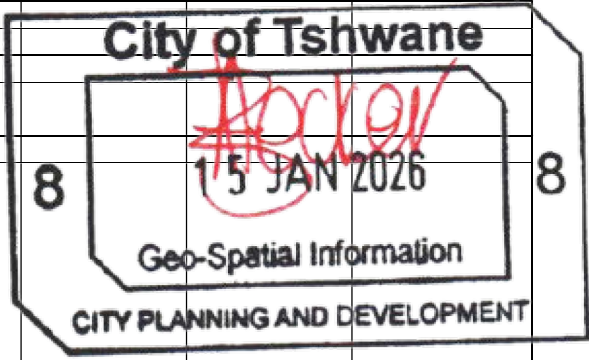 City of Tshwane
8
15 JAN 2026
8
Geo-Spatial Information
CITY PLANNING AND DEVELOPMENT